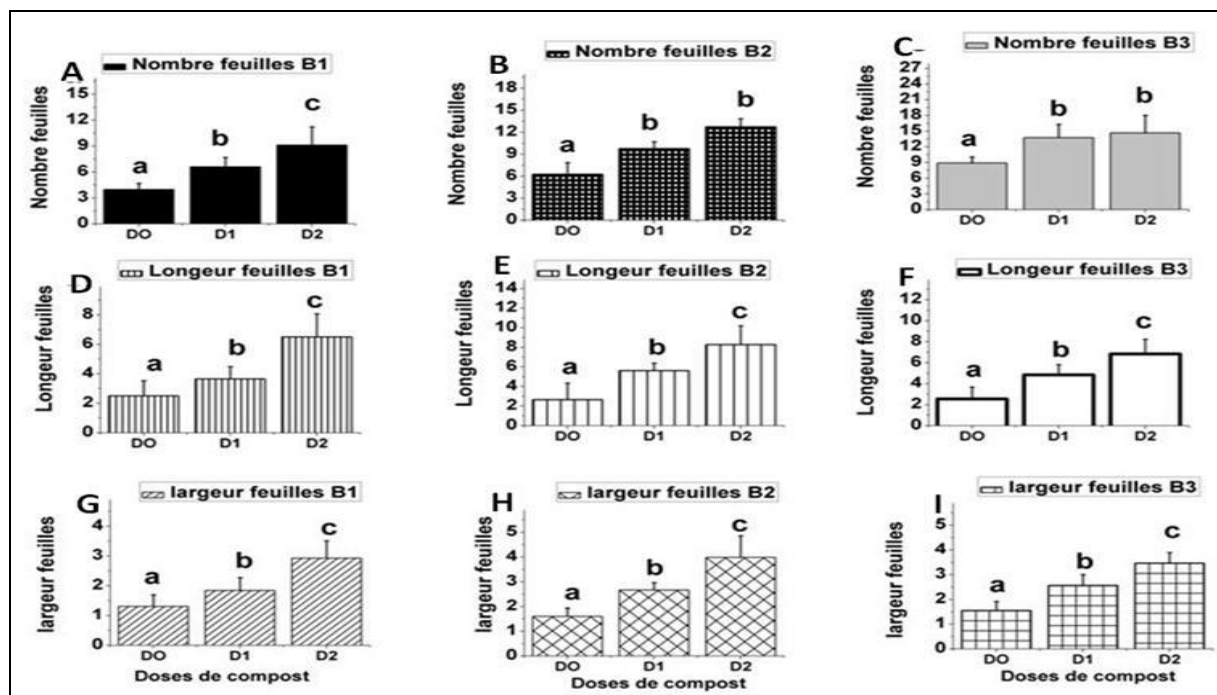 A
Nombre feuilles B1
Nombre feuilles
9
6
3
0
a
b
c
DO
D1
D2
B
Nombre feuilles B2
Nombre feuilles
18
15
12
9
6
3
0
a
b
b
DO
D1
D2
C
Nombre feuilles B3
Nombre feuilles
27
24
21
18
15
12
9
6
3
0
a
b
b
DO
D1
D2
D
Longeur feuilles B1
Longeur feuilles
8
6
4
2
0
a
b
c
DO
D1
D2
E
Longeur feuilles B2
Longeur feuilles
14
12
10
8
6
4
2
0
a
b
c
DO
D1
D2
F
Longeur feuilles B3
Longeur feuilles
12
10
8
6
4
2
0
a
b
c
DO
D1
D2
G
largeur feuilles B1
largeur feuilles
4
3
2
1
0
a
b
c
DO
D1
D2
Doses de compost
H
largeur feuilles B2
largeur feuilles
5
4
3
2
1
0
a
b
c
DO
D1
D2
Doses de compost
I
largeur feuilles B3
largeur feuilles
5
4
3
2
1
0
a
b
c
DO
D1
D2
Doses de compost